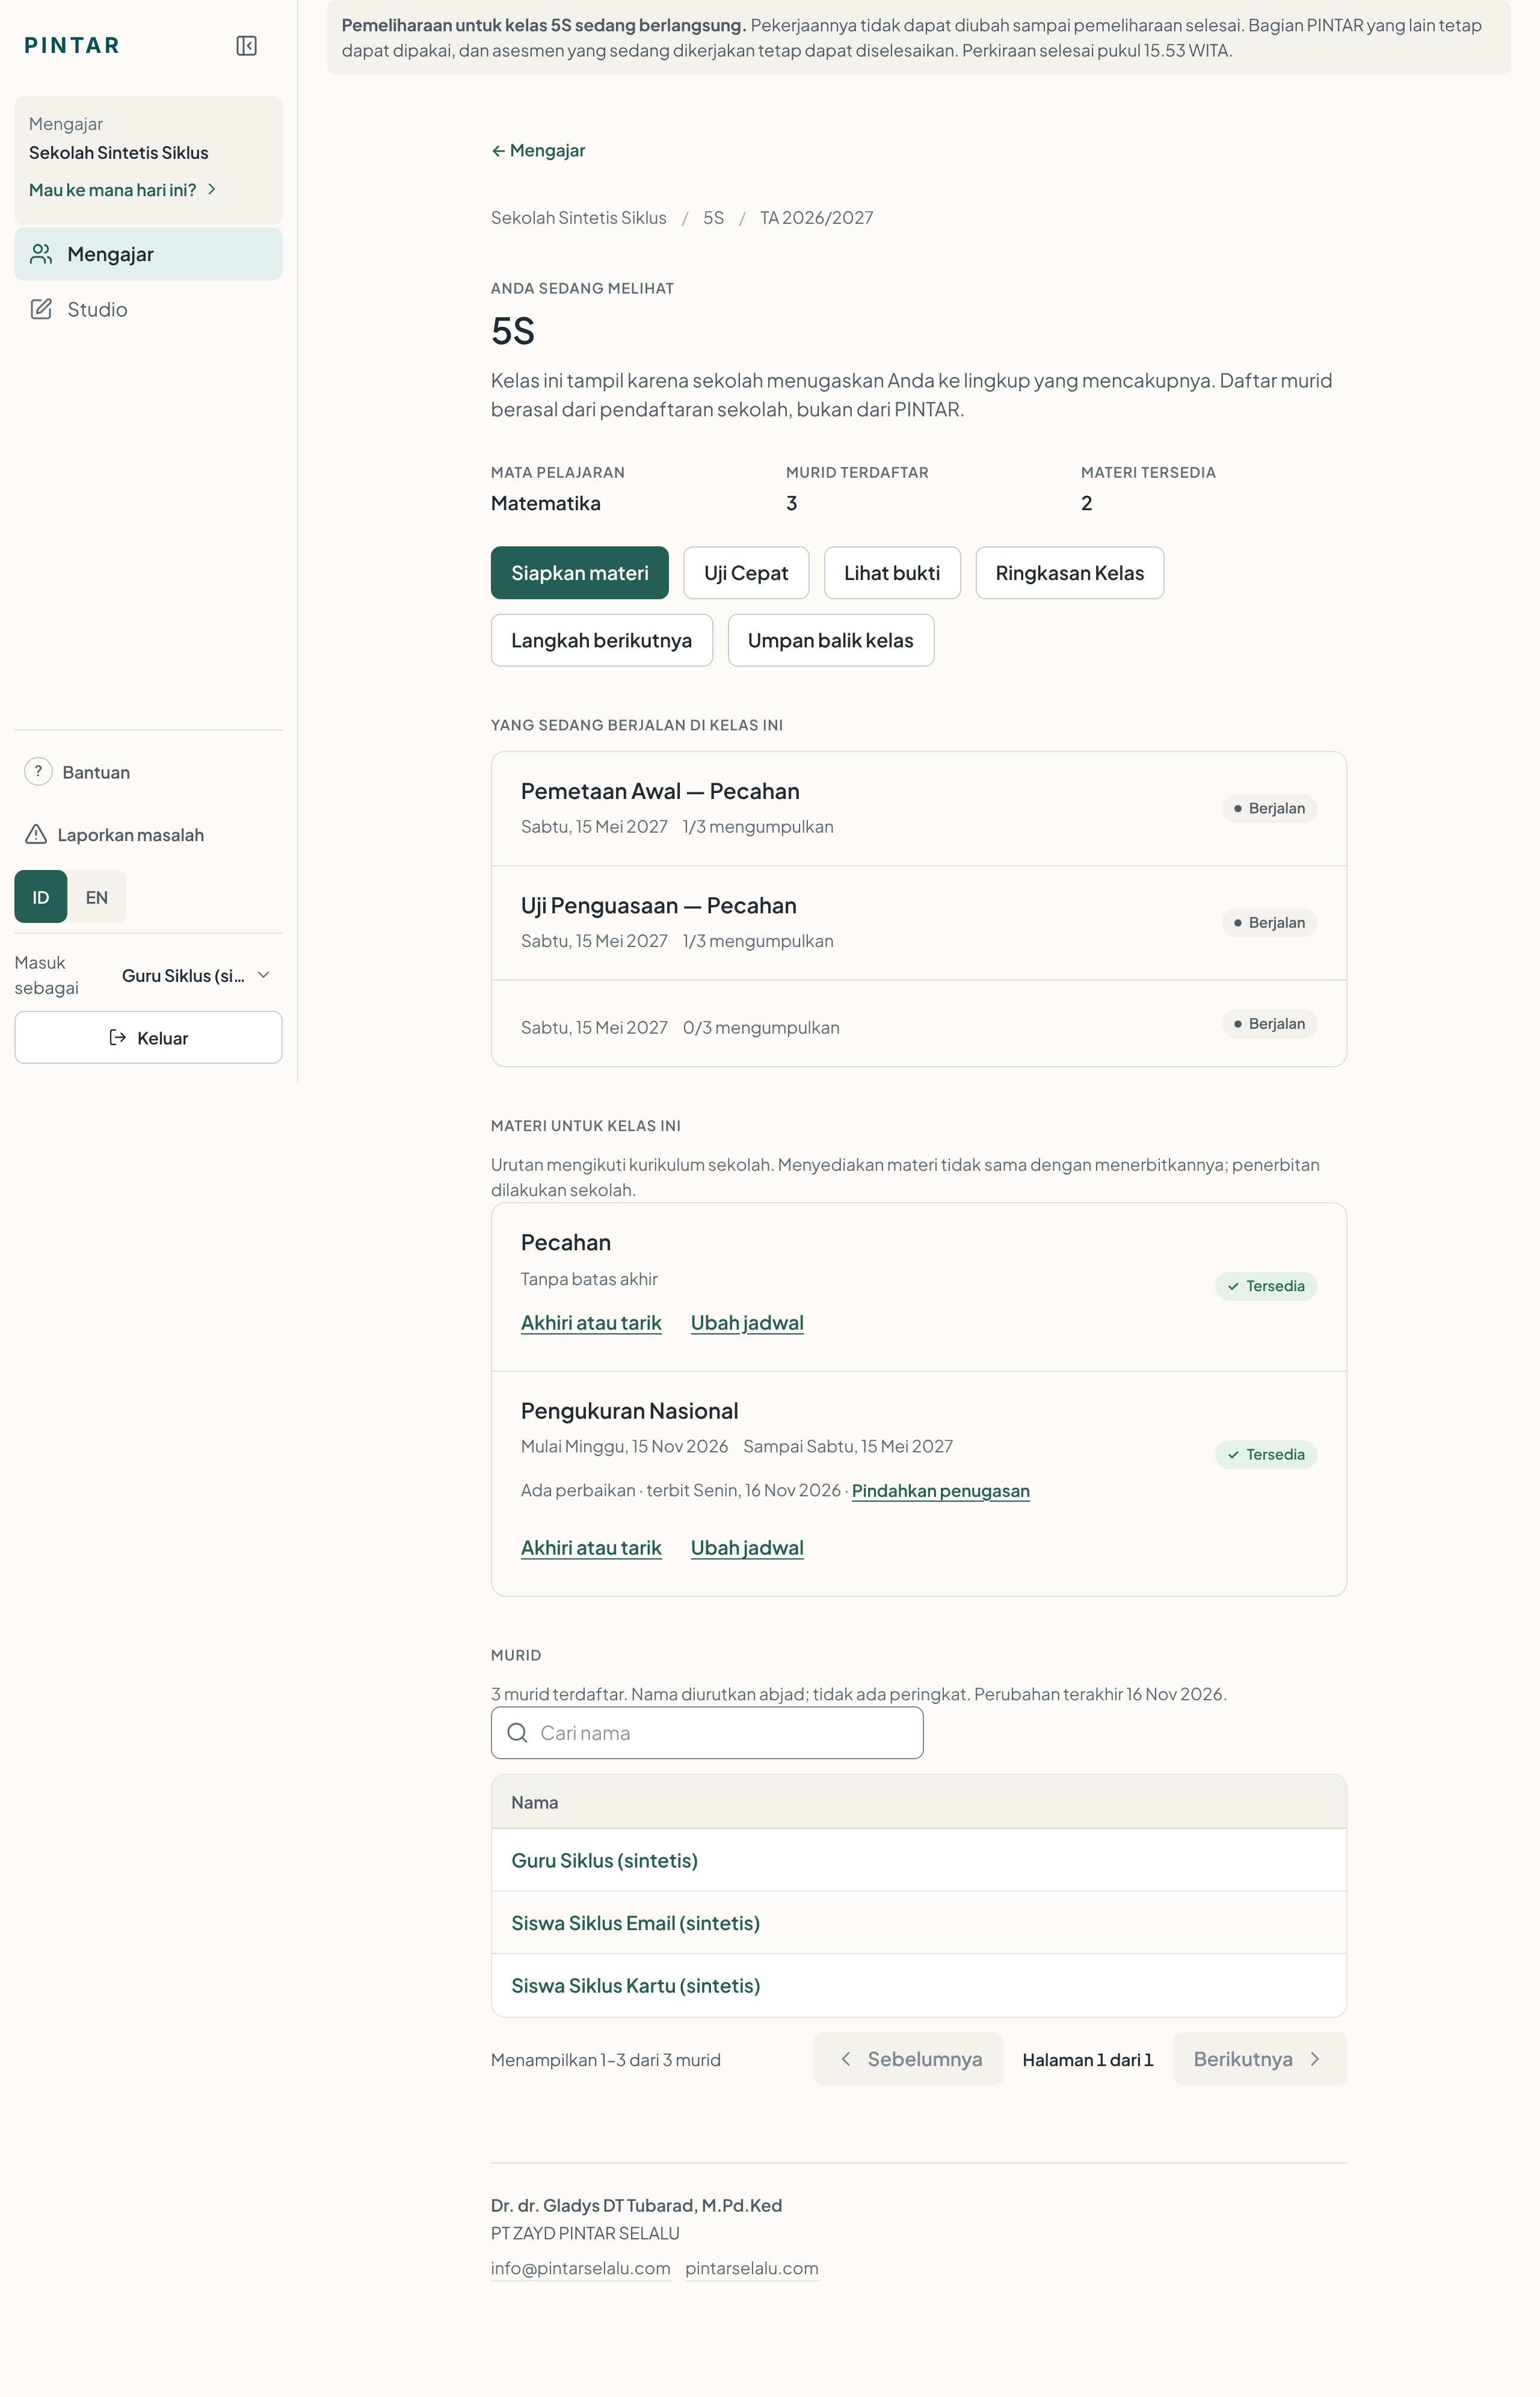 PINTAR
Mengajar
Sekolah Sintetis Siklus
Mau ke mana hari ini?
Mengajar
Studio
? Bantuan
Laporkan masalah
ID EN
Masuk
sebagai
Guru Siklus (si...
Keluar
Pemeliharaan untuk kelas 5S sedang berlangsung. Pekerjaannya tidak dapat diubah sampai pemeliharaan selesai. Bagian PINTAR yang lain tetap
dapat dipakai, dan asesmen yang sedang dikerjakan tetap dapat diselesaikan. Perkiraan selesai pukul 15.53 WITA.
← Mengajar
Sekolah Sintetis Siklus / 5S / TA 2026/2027
ANDA SEDANG MELIHAT
5S
Kelas ini tampil karena sekolah menugaskan Anda ke lingkup yang mencakupnya. Daftar murid
berasal dari pendaftaran sekolah, bukan dari PINTAR.
MATA PELAJARAN MURID TERDAFTAR MATERI TERSEDIA
Matematika 3 2
Siapkan materi Uji Cepat Lihat bukti Ringkasan Kelas
Langkah berikutnya Umpan balik kelas
YANG SEDANG BERJALAN DI KELAS INI
Pemetaan Awal — Pecahan
Sabtu, 15 Mei 2027 1/3 mengumpulkan
Berjalan
Uji Penguasaan — Pecahan
Sabtu, 15 Mei 2027 1/3 mengumpulkan
Berjalan
Sabtu, 15 Mei 2027 0/3 mengumpulkan
Berjalan
MATERI UNTUK KELAS INI
Urutan mengikuti kurikulum sekolah. Menyediakan materi tidak sama dengan menerbitkannya; penerbitan
dilakukan sekolah.
Pecahan
Tanpa batas akhir
Tersedia
Akhiri atau tarik Ubah jadwal
Pengukuran Nasional
Mulai Minggu, 15 Nov 2026 Sampai Sabtu, 15 Mei 2027
Tersedia
Ada perbaikan · terbit Senin, 16 Nov 2026 · Pindahkan penugasan
Akhiri atau tarik Ubah jadwal
MURID
3 murid terdaftar. Nama diurutkan abjad; tidak ada peringkat. Perubahan terakhir 16 Nov 2026.
Cari nama
Nama
Guru Siklus (sintetis)
Siswa Siklus Email (sintetis)
Siswa Siklus Kartu (sintetis)
Menampilkan 1–3 dari 3 murid Sebelumnya Halaman 1 dari 1 Berikutnya
Dr. dr. Gladys DT Tubarad, M.Pd.Ked
PT ZAYD PINTAR SELALU
info@pintarselalu.com pintarselalu.com